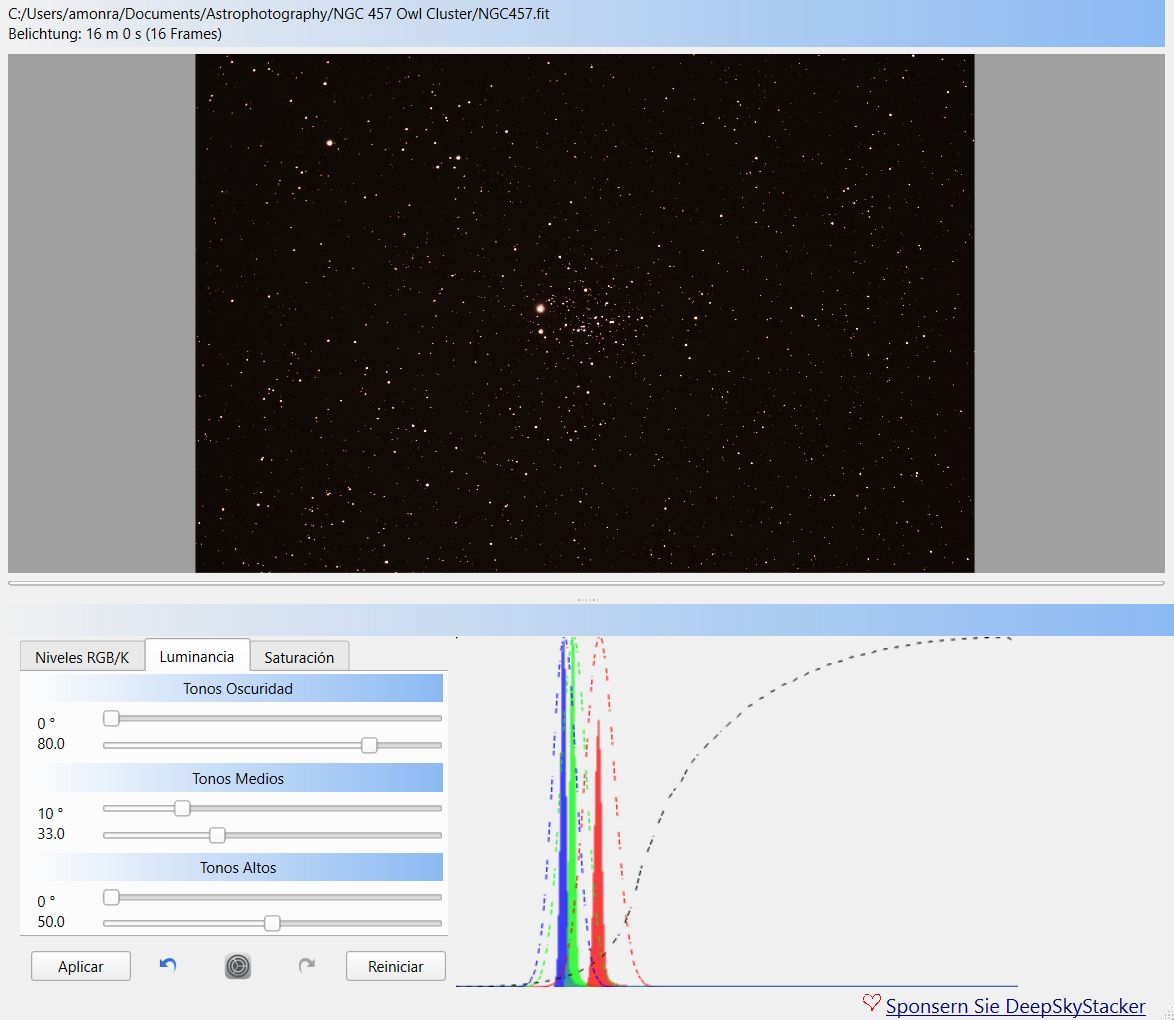 C:/Users/amonra/Documents/Astrophotography/NGC 457 Owl Cluster/NGC457.fit
Belichtung: 16 m 0 s (16 Frames)
Niveles RGB/K Luminancia Saturación
Tonos Oscuridad
0 °
80.0
Tonos Medios
10 °
33.0
Tonos Altos
0 °
50.0
Aplicar Reiniciar
Sponsern Sie DeepSkyStacker